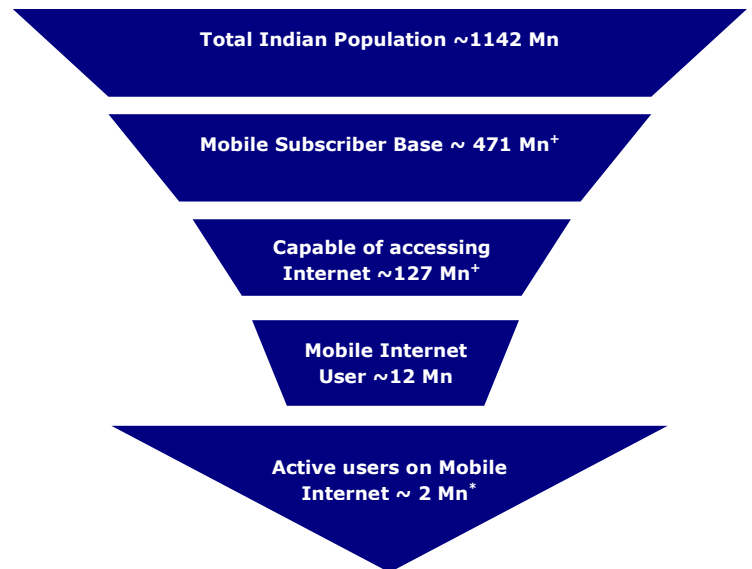 Total Indian Population ~1142 Mn
Mobile Subscriber Base ~ 471 Mn⁺
Capable of accessing
Internet ~127 Mn⁺
Mobile Internet
User ~12 Mn
Active users on Mobile
Internet ~ 2 Mn*